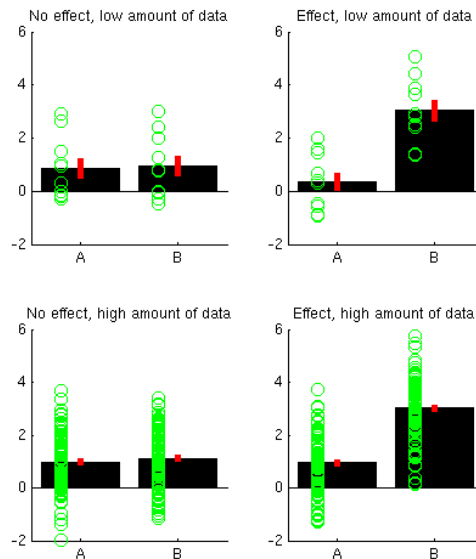 No effect, low amount of data
6
4
2
0
-2
A B
Effect, low amount of data
6
4
2
0
-2
A B
No effect, high amount of data
6
4
2
0
-2
A B
Effect, high amount of data
6
4
2
0
-2
A B